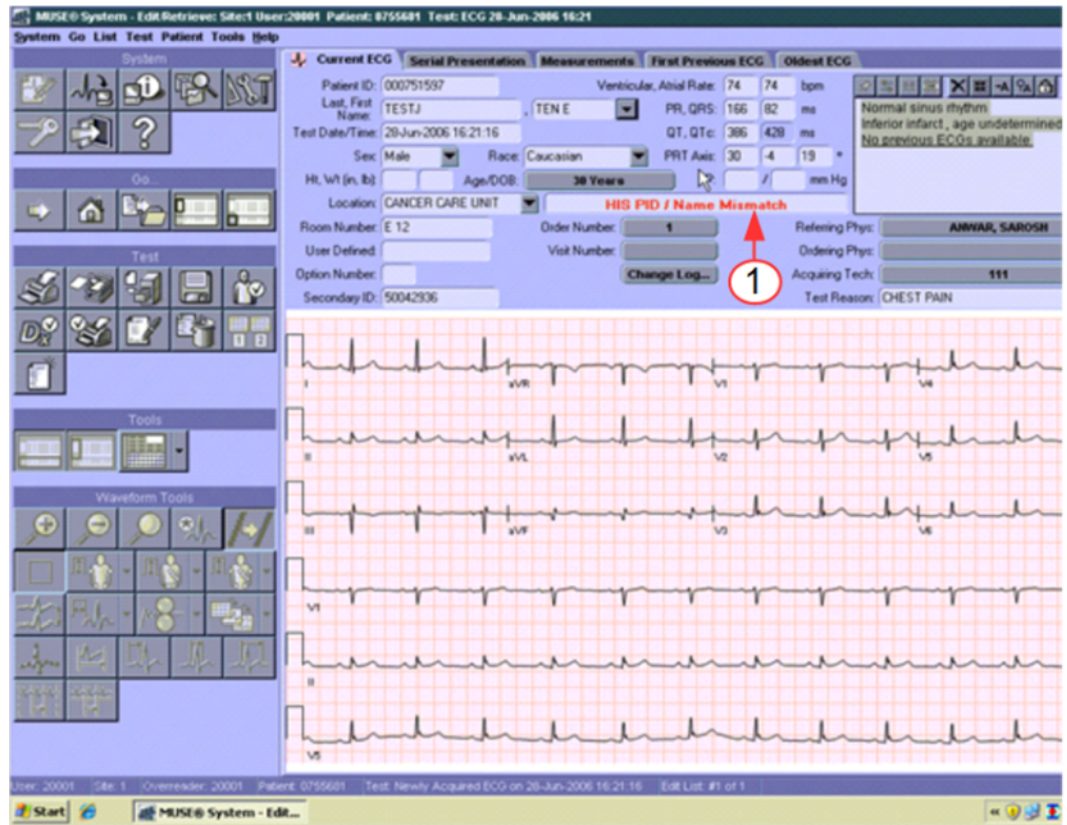 MUSE® System - Edit/Retrieve: Site:1 User:20001 Patient: 0755601 Test: ECG 28-Jun-2006 16:21
System Go List Test Patient Tools Help
System
Current ECG Serial Presentation Measurements First Previous ECG Oldest ECG
Patient ID: 000751597 Ventricular, Atrial Rate: 74 74 bpm
Last, First Name: TESTJ , TEN E PR, QRS: 166 82 ms
Normal sinus rhythm
Inferior infarct , age undetermined
No previous ECGs available.
Test Date/Time: 28-Jun-2006 16:21:16 QT, QTc: 386 428 ms
Sex: Male Race: Caucasian PRT Axis: 30 -4 19 °
Ht, Wt (in, lb): Age/DOB: 38 Years / mm Hg
Location: CANCER CARE UNIT HIS PID / Name Mismatch
Room Number: E 12 Order Number: 1 Referring Phys: ANWAR, SAROSH
User Defined: Visit Number: Ordering Phys:
Option Number: Change Log... 1 Acquiring Tech: 111
Secondary ID: 50042936 Test Reason: CHEST PAIN
Go...
Test
Dx
1 2
Tools
Waveform Tools
I aVR V1 V4
II aVL V2 V5
III aVF V3 V6
V1
II
V5
User: 20001 Site: 1 Overreader: 20001 Patient: 0755601 Test: Newly Acquired ECG on 28-Jun-2006 16:21:16 Edit List: #1 of 1
Start MUSE® System - Edit...